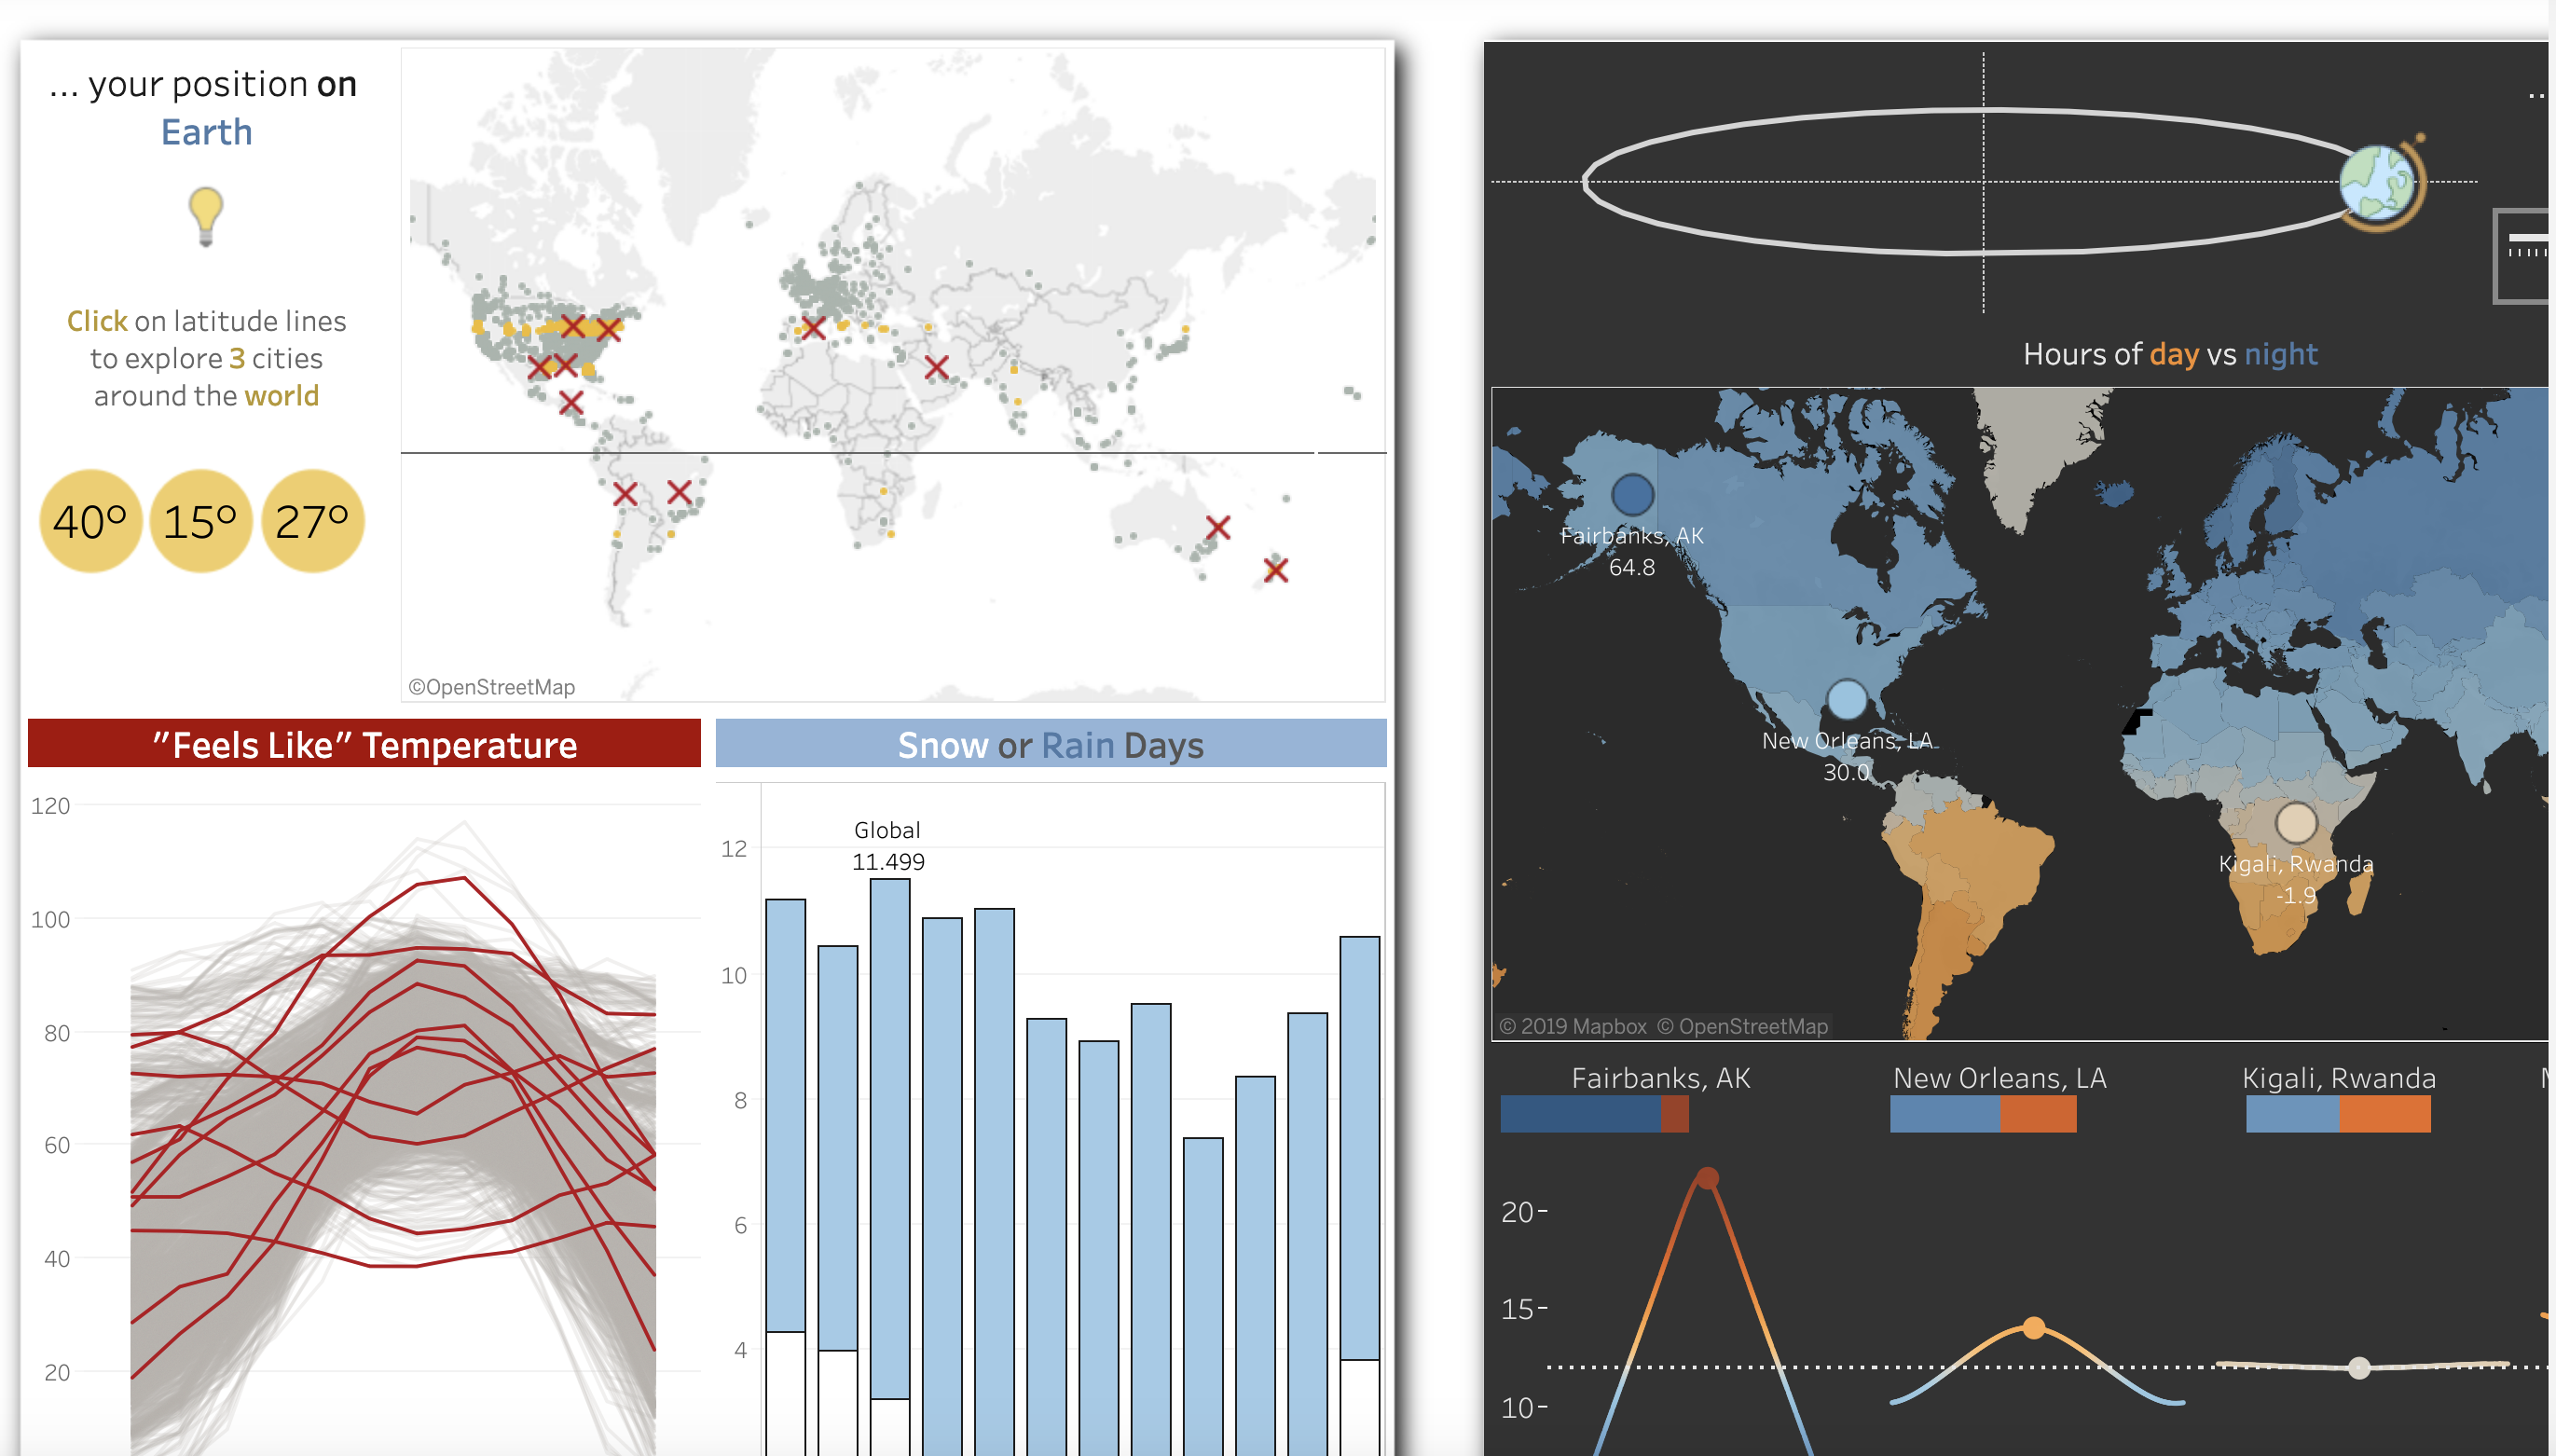 ... your position on
Earth
Click on latitude lines
to explore 3 cities
around the world
40° 15° 27°
©OpenStreetMap
"Feels Like" Temperature
120
100
80
60
40
20
Snow or Rain Days
Global
11.499
12
10
8
6
4
Hours of day vs night
Fairbanks, AK
64.8
New Orleans, LA
30.0
Kigali, Rwanda
-1.9
© 2019 Mapbox © OpenStreetMap
Fairbanks, AK
New Orleans, LA
Kigali, Rwanda
20
15
10